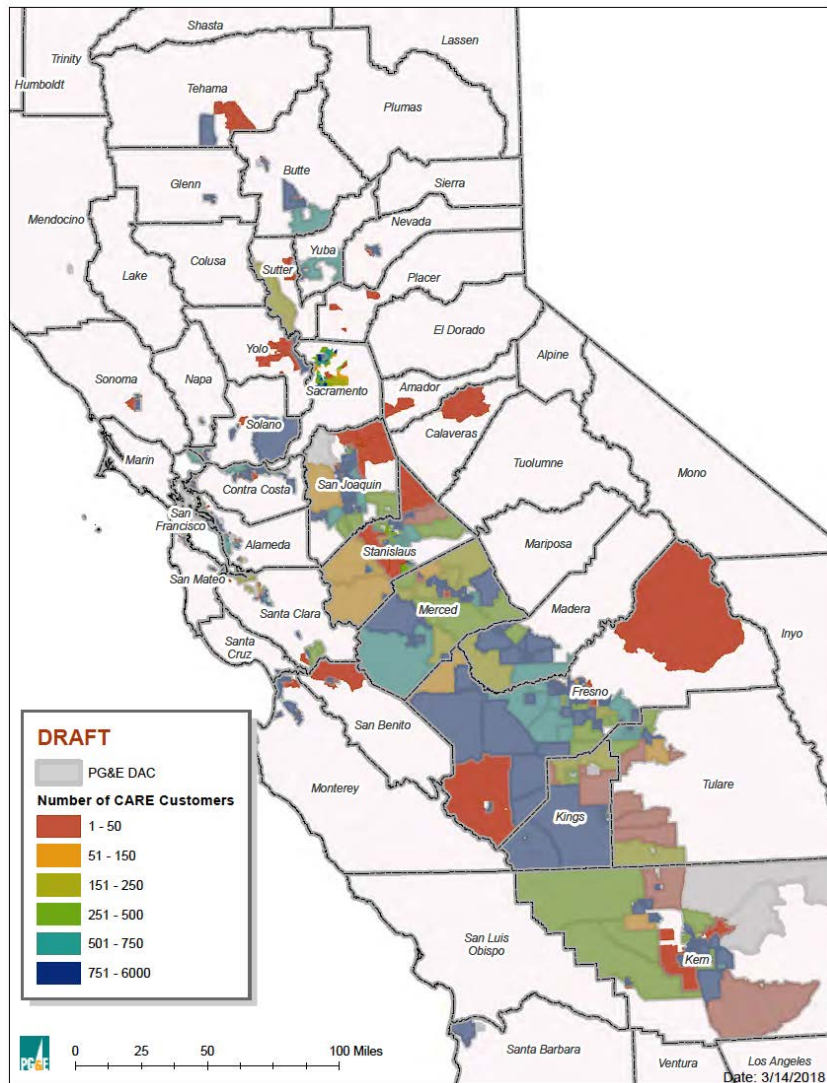 Shasta
Lassen
Trinity
Humboldt
Tehama
Plumas
Butte
Glenn
Sierra
Mendocino
Nevada
Colusa
Yuba
Lake
Sutter
Placer
El Dorado
Yolo
Alpine
Sonoma
Napa
Sacramento
Amador
Solano
Calaveras
Marin
Tuolumne
Mono
Contra Costa
San Joaquin
San
Francisco
Alameda
Stanislaus
Mariposa
San Mateo
Santa Clara
Merced
Madera
Santa
Cruz
Inyo
Fresno
San Benito
Monterey
Tulare
Kings
San Luis
Obispo
Kern
Santa Barbara
Ventura
Los Angeles
DRAFT
PG&E DAC
Number of CARE Customers
1 - 50
51 - 150
151 - 250
251 - 500
501 - 750
751 - 6000
PG&E
0 25 50 100 Miles
Date: 3/14/2018